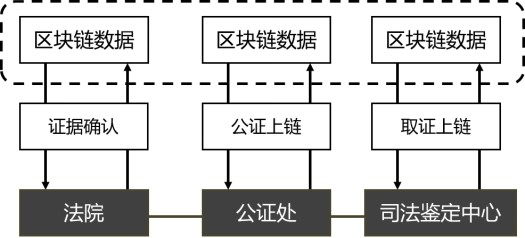 区块链数据 区块链数据 区块链数据
证据确认 公证上链 取证上链
法院 公证处 司法鉴定中心